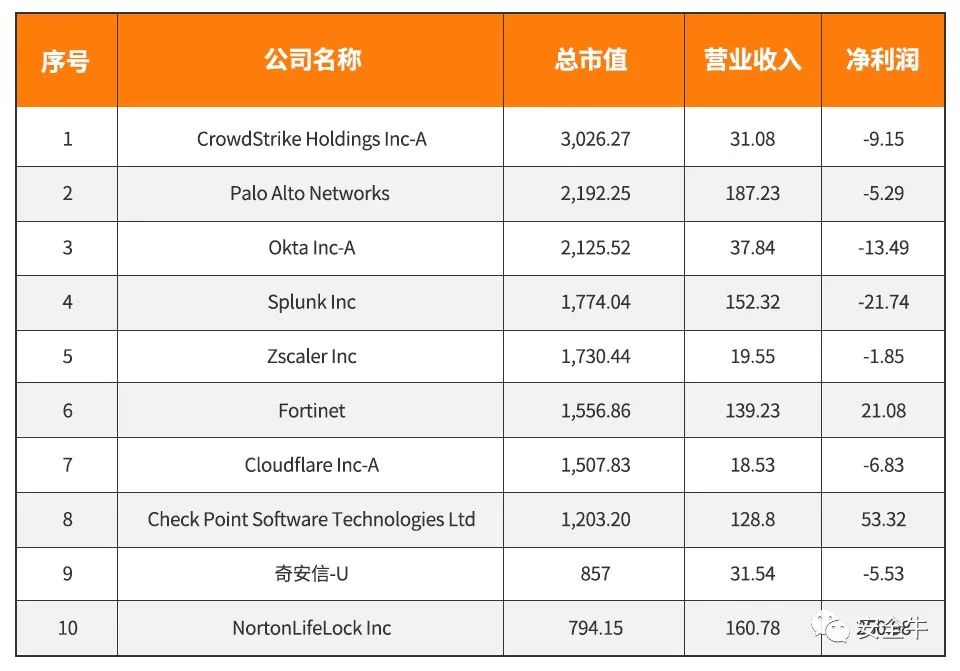 序号 公司名称 总市值 营业收入 净利润
1 CrowdStrike Holdings Inc-A 3,026.27 31.08 -9.15
2 Palo Alto Networks 2,192.25 187.23 -5.29
3 Okta Inc-A 2,125.52 37.84 -13.49
4 Splunk Inc 1,774.04 152.32 -21.74
5 Zscaler Inc 1,730.44 19.55 -1.85
6 Fortinet 1,556.86 139.23 21.08
7 Cloudflare Inc-A 1,507.83 18.53 -6.83
8 Check Point Software Technologies Ltd 1,203.20 128.8 53.32
9 奇安信-U 857 31.54 -5.53
10 NortonLifeLock Inc 794.15 160.78
安全牛